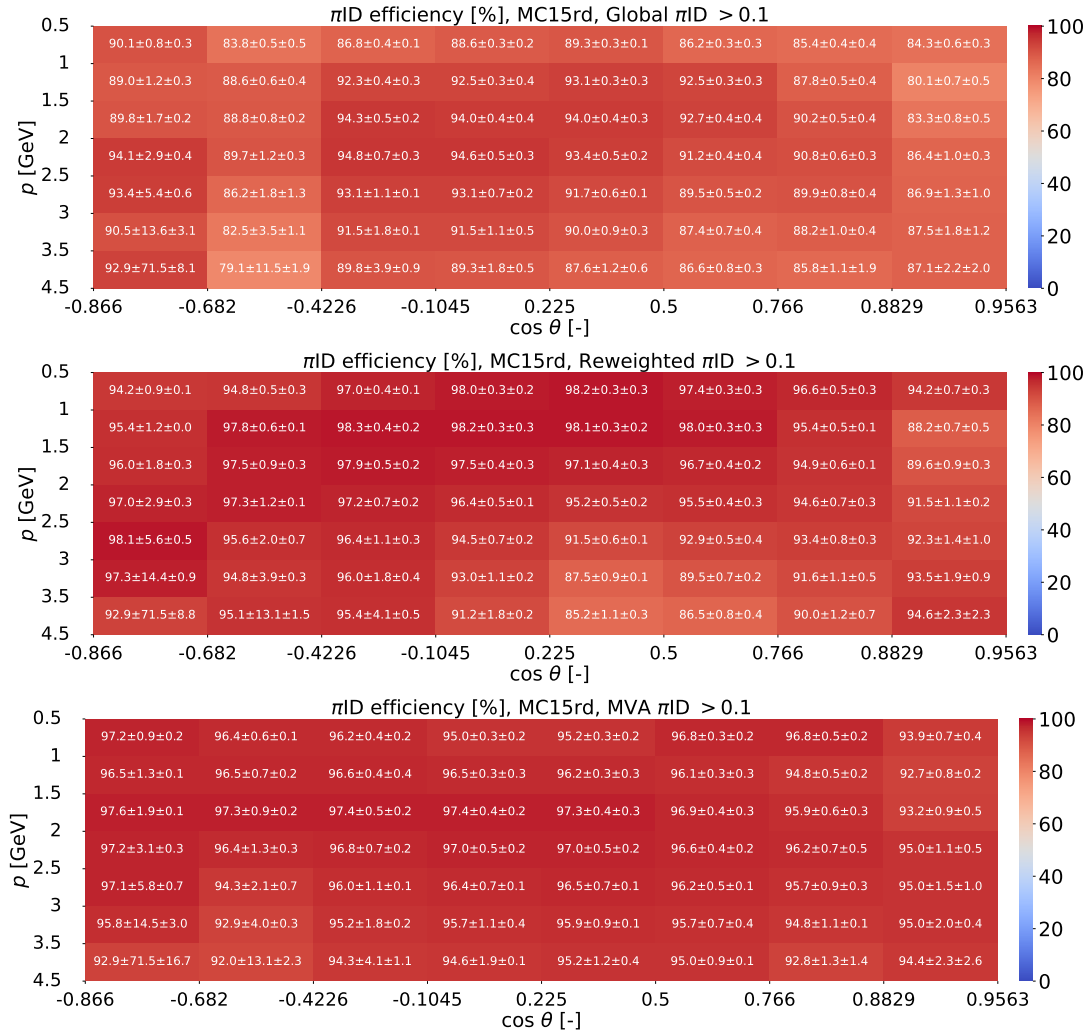 πID efficiency [%], MC15rd, Global πID > 0.1
0.5 90.1±0.8±0.3 83.8±0.5±0.5 86.8±0.4±0.1 88.6±0.3±0.2 89.3±0.3±0.1 86.2±0.3±0.3 85.4±0.4±0.4 84.3±0.6±0.3 100
1 89.0±1.2±0.3 88.6±0.6±0.4 92.3±0.4±0.3 92.5±0.3±0.4 93.1±0.3±0.3 92.5±0.3±0.3 87.8±0.5±0.4 80.1±0.7±0.5 80
1.5 89.8±1.7±0.2 88.8±0.8±0.2 94.3±0.5±0.2 94.0±0.4±0.4 94.0±0.4±0.3 92.7±0.4±0.4 90.2±0.5±0.4 83.3±0.8±0.5 60
2 94.1±2.9±0.4 89.7±1.2±0.3 94.8±0.7±0.3 94.6±0.5±0.3 93.4±0.5±0.2 91.2±0.4±0.4 90.8±0.6±0.3 86.4±1.0±0.3
2.5 93.4±5.4±0.6 86.2±1.8±1.3 93.1±1.1±0.1 93.1±0.7±0.2 91.7±0.6±0.1 89.5±0.5±0.2 89.9±0.8±0.4 86.9±1.3±1.0 40
3 90.5±13.6±3.1 82.5±3.5±1.1 91.5±1.8±0.1 91.5±1.1±0.5 90.0±0.9±0.3 87.4±0.7±0.4 88.2±1.0±0.4 87.5±1.8±1.2 20
3.5 92.9±71.5±8.1 79.1±11.5±1.9 89.8±3.9±0.9 89.3±1.8±0.5 87.6±1.2±0.6 86.6±0.8±0.3 85.8±1.1±1.9 87.1±2.2±2.0
4.5 0
p [GeV]
-0.866 -0.682 -0.4226 -0.1045 0.225 0.5 0.766 0.8829 0.9563
cos θ [-]
πID efficiency [%], MC15rd, Reweighted πID > 0.1
0.5 94.2±0.9±0.1 94.8±0.5±0.3 97.0±0.4±0.1 98.0±0.3±0.2 98.2±0.3±0.3 97.4±0.3±0.3 96.6±0.5±0.3 94.2±0.7±0.3 100
1 95.4±1.2±0.0 97.8±0.6±0.1 98.3±0.4±0.2 98.2±0.3±0.3 98.1±0.3±0.2 98.0±0.3±0.3 95.4±0.5±0.1 88.2±0.7±0.5 80
1.5 96.0±1.8±0.3 97.5±0.9±0.3 97.9±0.5±0.2 97.5±0.4±0.3 97.1±0.4±0.3 96.7±0.4±0.2 94.9±0.6±0.1 89.6±0.9±0.3 60
2 97.0±2.9±0.3 97.3±1.2±0.1 97.2±0.7±0.2 96.4±0.5±0.1 95.2±0.5±0.2 95.5±0.4±0.3 94.6±0.7±0.3 91.5±1.1±0.2
2.5 98.1±5.6±0.5 95.6±2.0±0.7 96.4±1.1±0.3 94.5±0.7±0.2 91.5±0.6±0.1 92.9±0.5±0.4 93.4±0.8±0.3 92.3±1.4±1.0 40
3 97.3±14.4±0.9 94.8±3.9±0.3 96.0±1.8±0.4 93.0±1.1±0.2 87.5±0.9±0.1 89.5±0.7±0.2 91.6±1.1±0.5 93.5±1.9±0.9 20
3.5 92.9±71.5±8.8 95.1±13.1±1.5 95.4±4.1±0.5 91.2±1.8±0.2 85.2±1.1±0.3 86.5±0.8±0.4 90.0±1.2±0.7 94.6±2.3±2.3
4.5 0
p [GeV]
-0.866 -0.682 -0.4226 -0.1045 0.225 0.5 0.766 0.8829 0.9563
cos θ [-]
πID efficiency [%], MC15rd, MVA πID > 0.1
0.5 97.2±0.9±0.2 96.4±0.6±0.1 96.2±0.4±0.2 95.0±0.3±0.2 95.2±0.3±0.2 96.8±0.3±0.2 96.8±0.5±0.2 93.9±0.7±0.4 100
1 96.5±1.3±0.1 96.5±0.7±0.2 96.6±0.4±0.4 96.5±0.3±0.3 96.2±0.3±0.3 96.1±0.3±0.3 94.8±0.5±0.2 92.7±0.8±0.2 80
1.5 97.6±1.9±0.1 97.3±0.9±0.2 97.4±0.5±0.2 97.4±0.4±0.2 97.3±0.4±0.3 96.9±0.4±0.3 95.9±0.6±0.3 93.2±0.9±0.5 60
2 97.2±3.1±0.3 96.4±1.3±0.3 96.8±0.7±0.2 97.0±0.5±0.2 97.0±0.5±0.2 96.6±0.4±0.2 96.2±0.7±0.5 95.0±1.1±0.5
2.5 97.1±5.8±0.7 94.3±2.1±0.7 96.0±1.1±0.1 96.4±0.7±0.1 96.5±0.7±0.1 96.2±0.5±0.1 95.7±0.9±0.3 95.0±1.5±1.0 40
3 95.8±14.5±3.0 92.9±4.0±0.3 95.2±1.8±0.2 95.7±1.1±0.4 95.9±0.9±0.1 95.7±0.7±0.4 94.8±1.1±0.1 95.0±2.0±0.4 20
3.5 92.9±71.5±16.7 92.0±13.1±2.3 94.3±4.1±1.1 94.6±1.9±0.1 95.2±1.2±0.4 95.0±0.9±0.1 92.8±1.3±1.4 94.4±2.3±2.6
4.5 0
p [GeV]
-0.866 -0.682 -0.4226 -0.1045 0.225 0.5 0.766 0.8829 0.9563
cos θ [-]